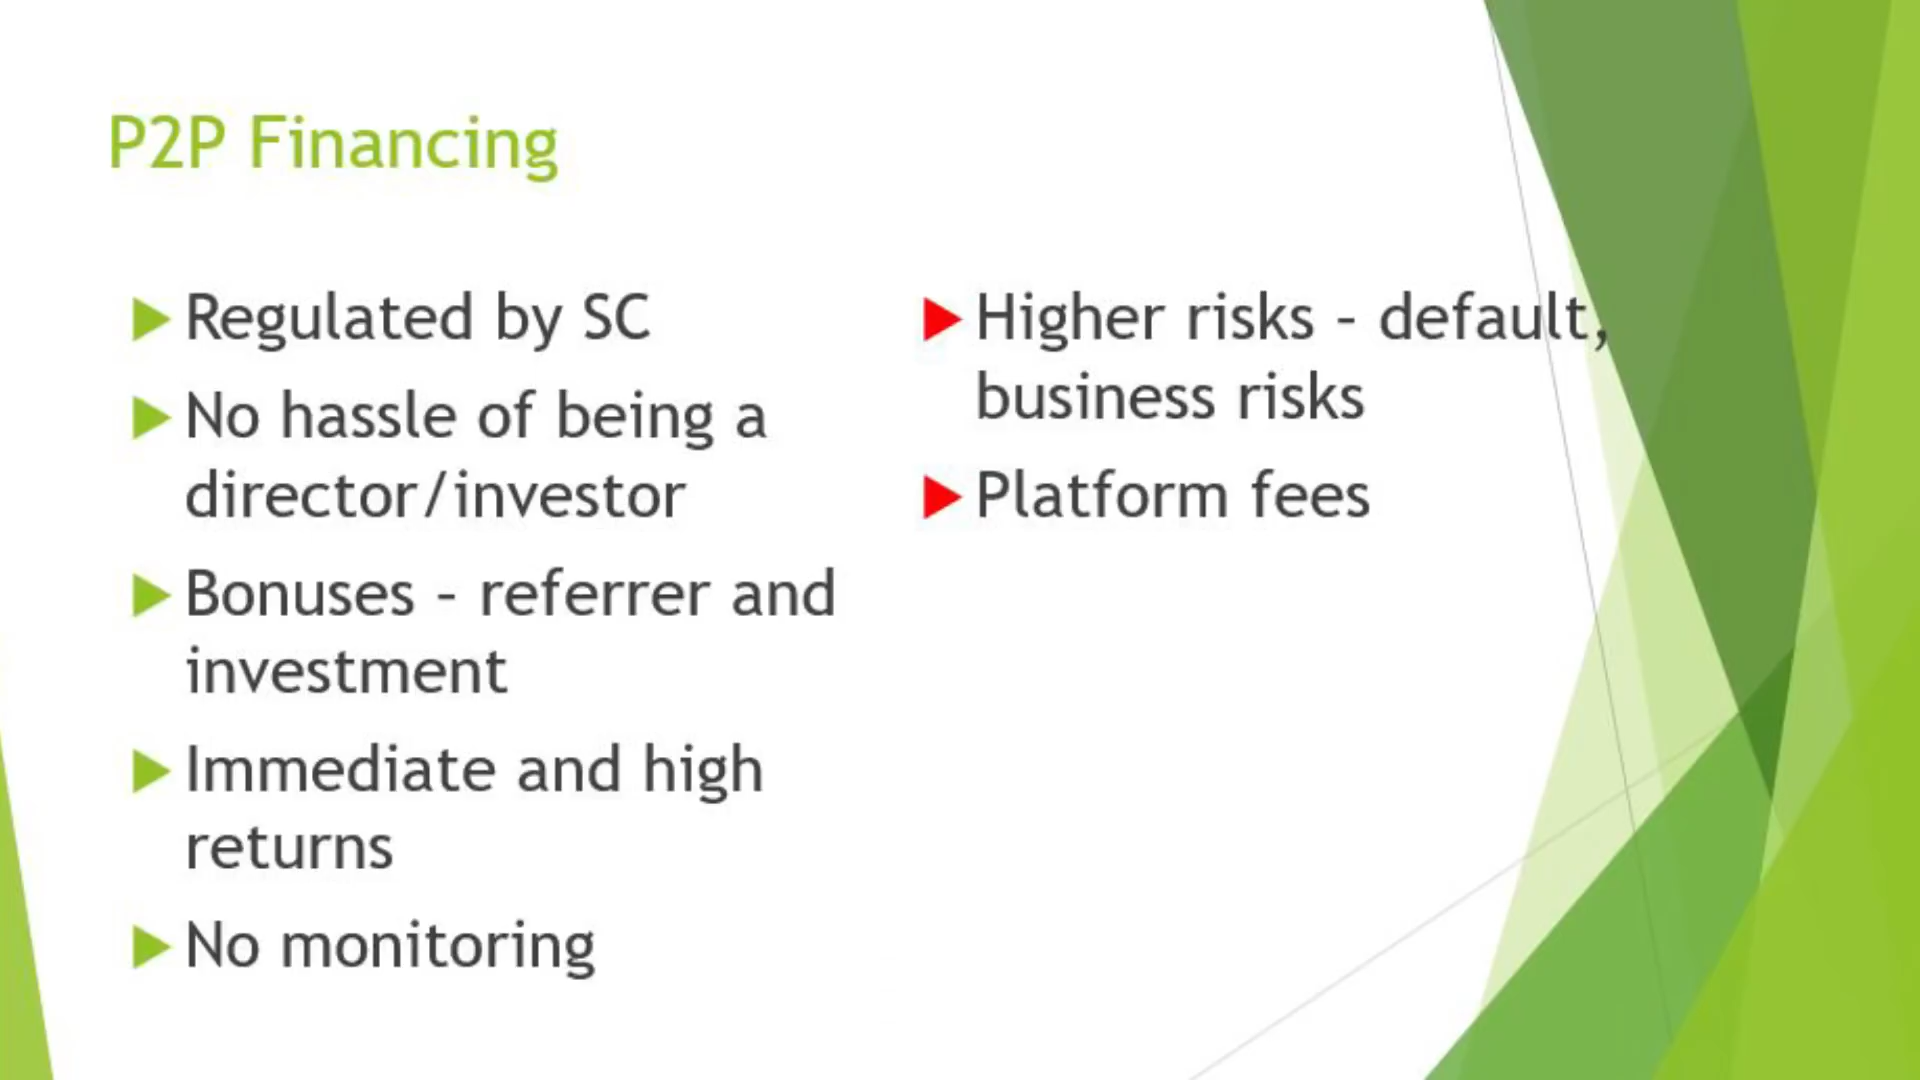 P2P Financing
Regulated by SC
No hassle of being a
director/investor
Bonuses – referrer and
investment
Immediate and high
returns
No monitoring
Higher risks – default,
business risks
Platform fees